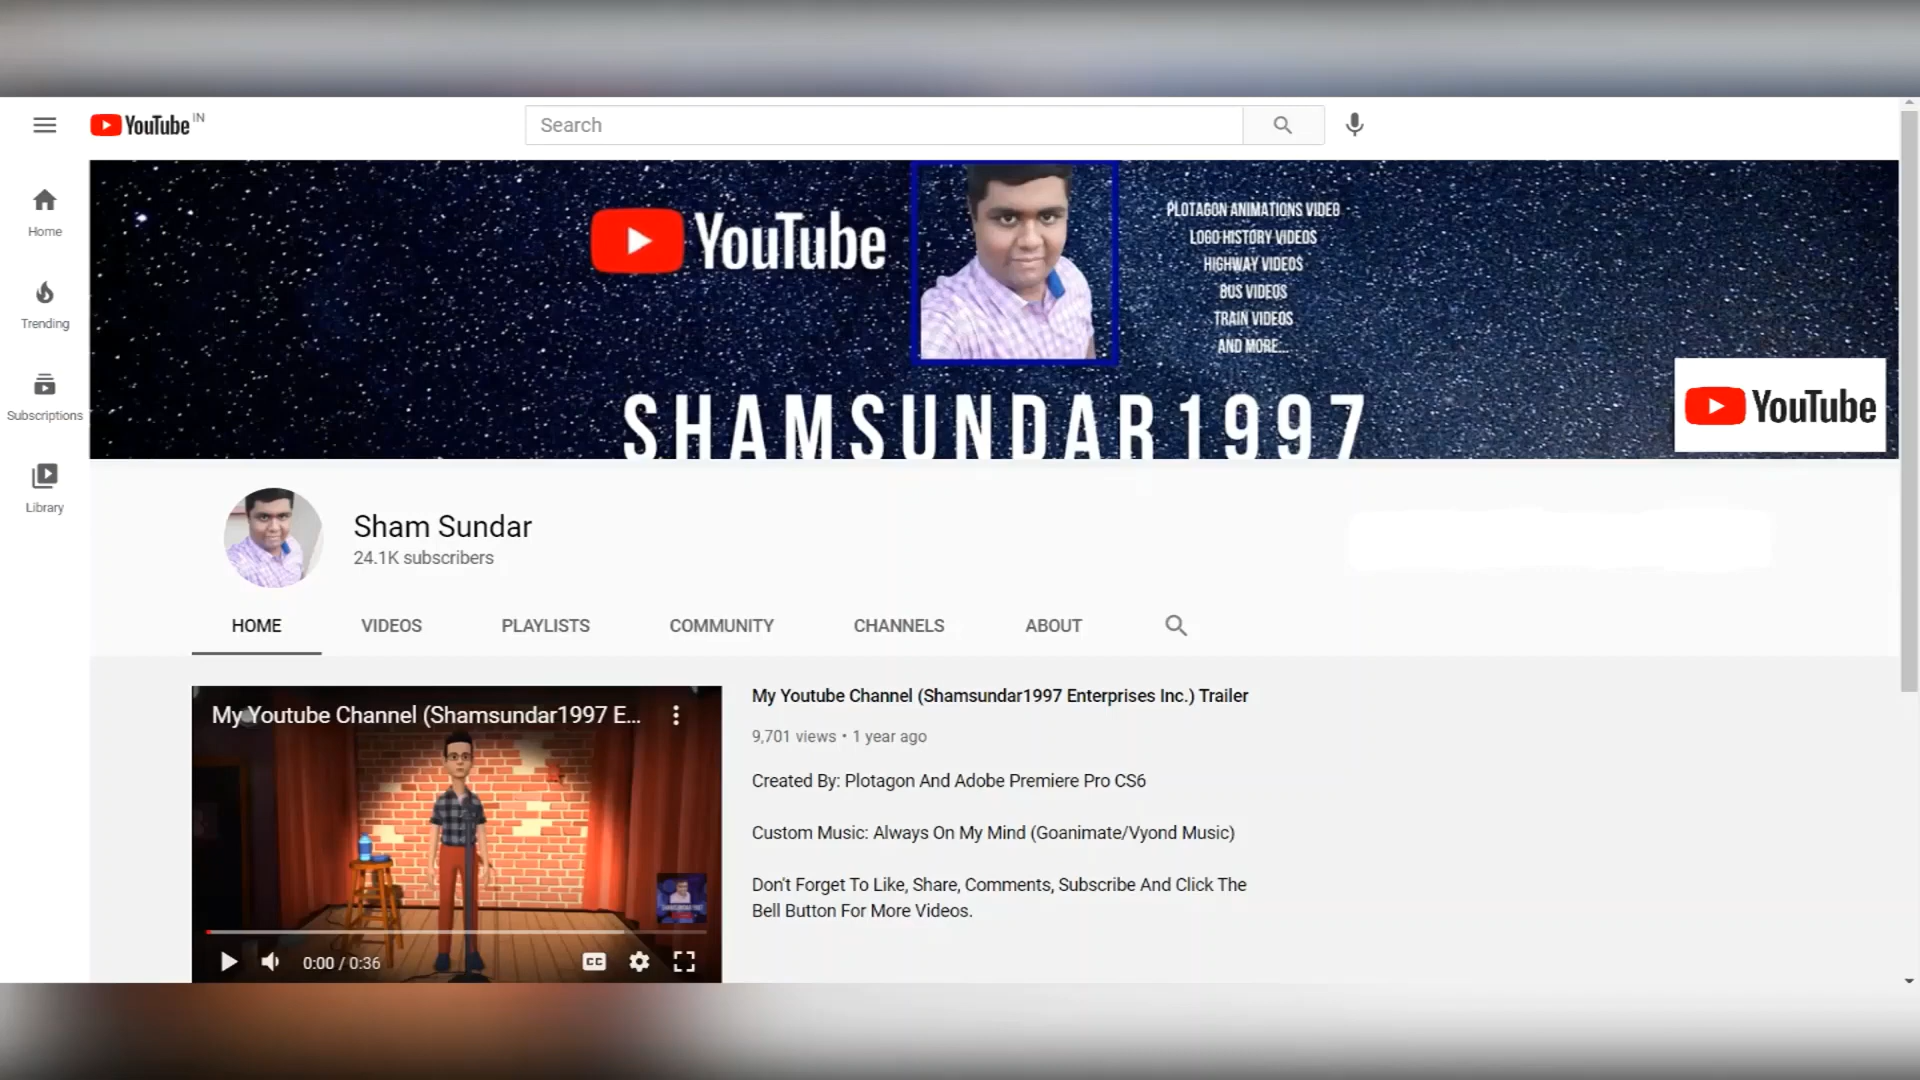 YouTube IN
Search
Home
Trending
Subscriptions
Library
YouTube
PLOTAGON ANIMATIONS VIDEO
LOGO HISTORY VIDEOS
HIGHWAY VIDEOS
BUS VIDEOS
TRAIN VIDEOS
AND MORE...
SHAMSUNDAR1997
YouTube
Sham Sundar
24.1K subscribers
HOME VIDEOS PLAYLISTS COMMUNITY CHANNELS ABOUT
My Youtube Channel (Shamsundar1997 E...
0:00 / 0:36
CC
My Youtube Channel (Shamsundar1997 Enterprises Inc.) Trailer
9,701 views • 1 year ago
Created By: Plotagon And Adobe Premiere Pro CS6
Custom Music: Always On My Mind (Goanimate/Vyond Music)
Don't Forget To Like, Share, Comments, Subscribe And Click The
Bell Button For More Videos.